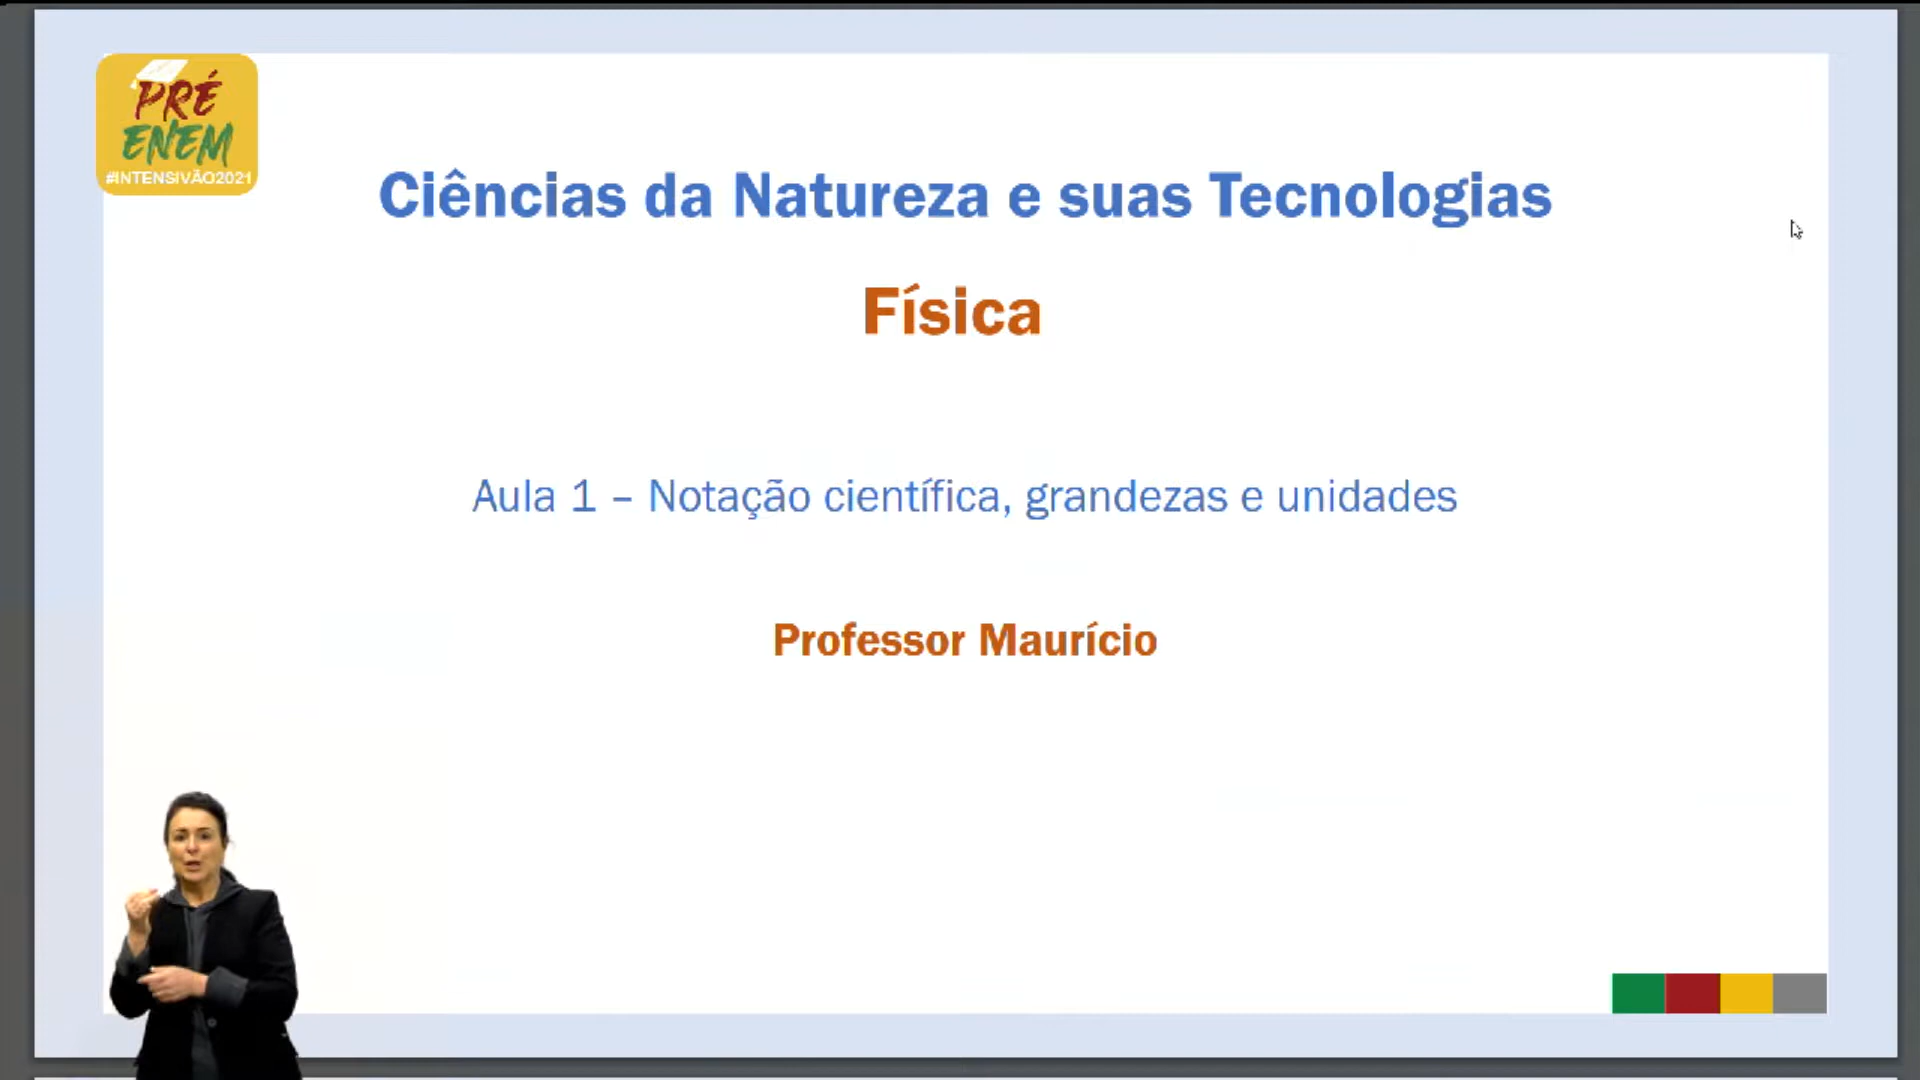 PRÉ
ENEM
#INTENSIVÃO2021
Ciências da Natureza e suas Tecnologias
Física
Aula 1 – Notação científica, grandezas e unidades
Professor Maurício